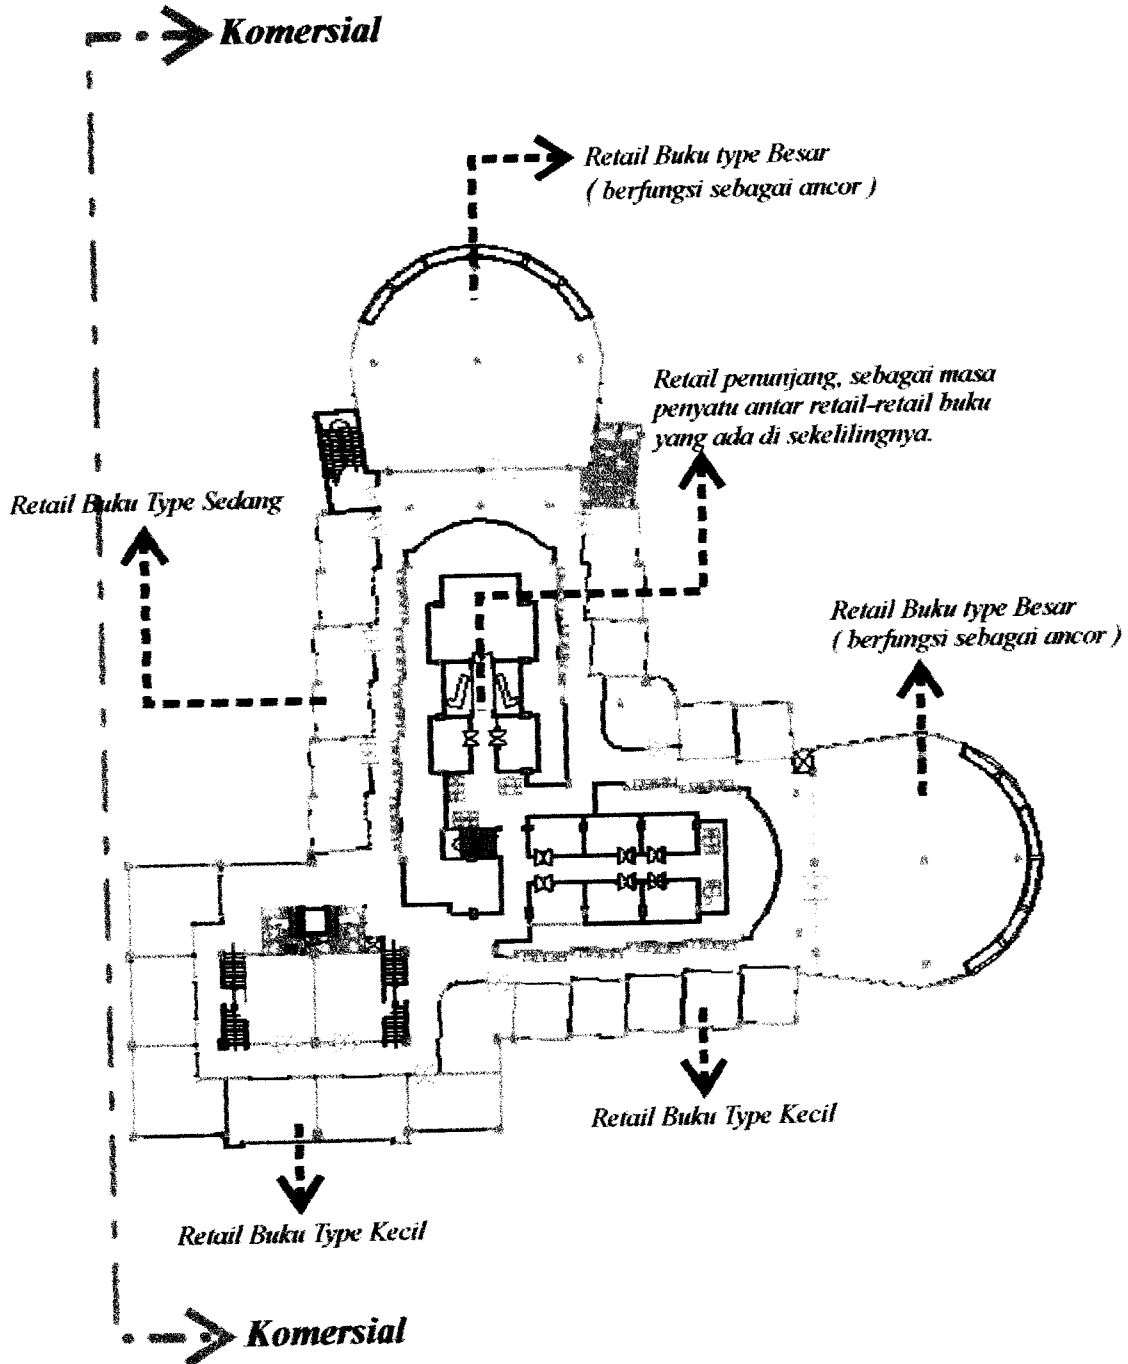 Komersial
Retail Buku type Besar
( berfungsi sebagai ancor )
Retail penunjang, sebagai masa
penyatu antar retail-retail buku
yang ada di sekelilingnya.
Retail Buku Type Sedang
Retail Buku type Besar
( berfungsi sebagai ancor )
Retail Buku Type Kecil
Retail Buku Type Kecil
Komersial